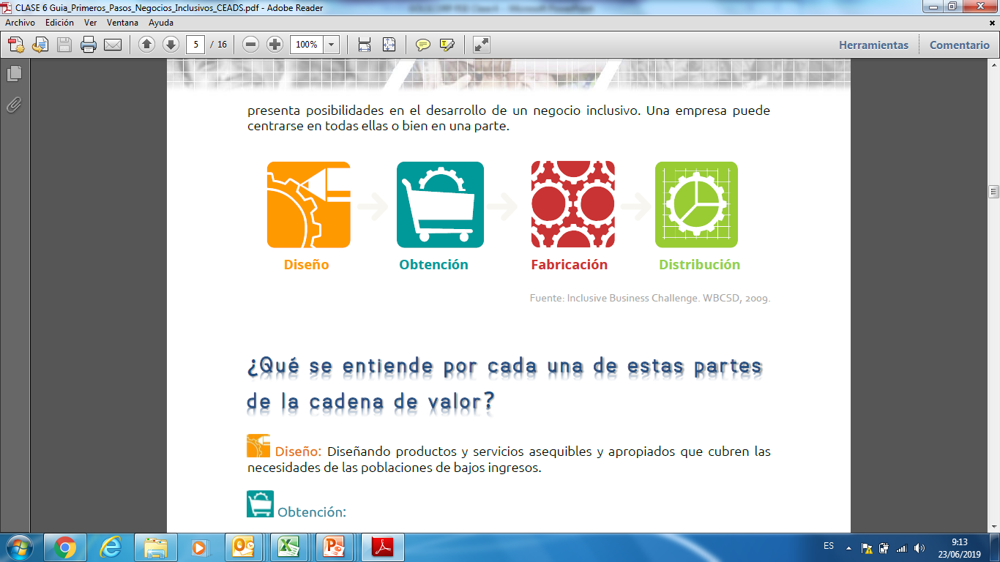 CLASE 6 Guia_Primeros_Pasos_Negocios_Inclusivos_CEADS.pdf - Adobe Reader
Archivo Edición Ver Ventana Ayuda
5 / 16 100% Herramientas Comentario
presenta posibilidades en el desarrollo de un negocio inclusivo. Una empresa puede
centrarse en todas ellas o bien en una parte.
Diseño Obtención Fabricación Distribución
Fuente: Inclusive Business Challenge. WBCSD, 2009.
¿Qué se entiende por cada una de estas partes
de la cadena de valor?
Diseño: Diseñando productos y servicios asequibles y apropiados que cubren las
necesidades de las poblaciones de bajos ingresos.
Obtención:
ES 9:13
23/06/2019